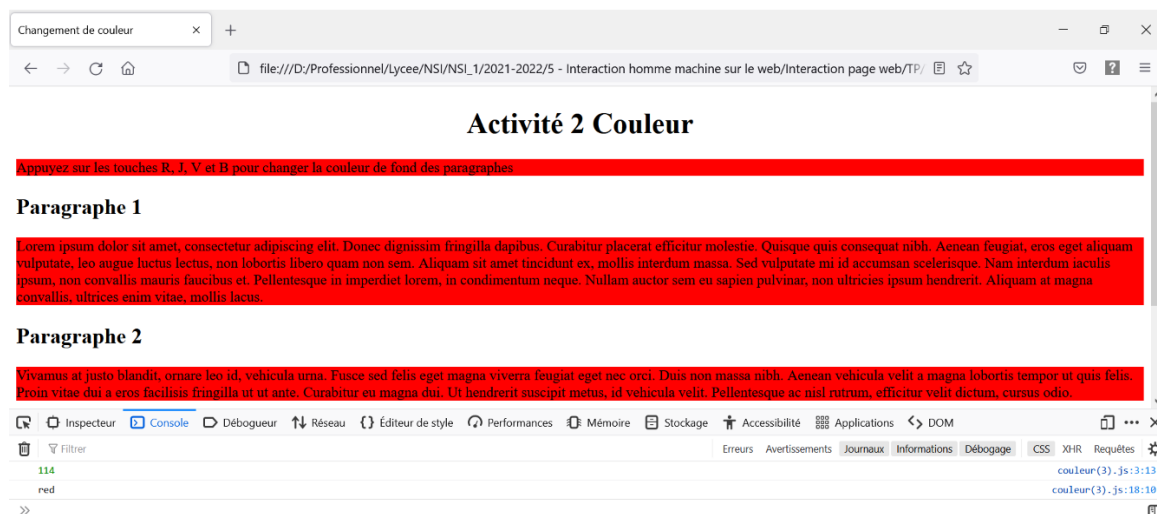 Changement de couleur
file:///D:/Professionnel/Lycee/NSI/NSI_1/2021-2022/5 - Interaction homme machine sur le web/Interaction page web/TP/
Activité 2 Couleur
Appuyez sur les touches R, J, V et B pour changer la couleur de fond des paragraphes
Paragraphe 1
Lorem ipsum dolor sit amet, consectetur adipiscing elit. Donec dignissim fringilla dapibus. Curabitur placerat efficitur molestie. Quisque quis consequat nibh. Aenean feugiat, eros eget aliquam
vulputate, leo augue luctus lectus, non lobortis libero quam non sem. Aliquam sit amet tincidunt ex, mollis interdum massa. Sed vulputate mi id accumsan scelerisque. Nam interdum iaculis
ipsum, non convallis mauris faucibus et. Pellentesque in imperdiet lorem, in condimentum neque. Nullam auctor sem eu sapien pulvinar, non ultricies ipsum hendrerit. Aliquam at magna
convallis, ultrices enim vitae, mollis lacus.
Paragraphe 2
Vivamus at justo blandit, ornare leo id, vehicula urna. Fusce sed felis eget magna viverra feugiat eget nec orci. Duis non massa nibh. Aenean vehicula velit a magna lobortis tempor ut quis felis.
Proin vitae dui a eros facilisis fringilla ut ut ante. Curabitur eu magna dui. Ut hendrerit suscipit metus, id vehicula velit. Pellentesque ac nisl rutrum, efficitur velit dictum, cursus odio.
Inspecteur Console Débogueur Réseau Éditeur de style Performances Mémoire Stockage Accessibilité Applications DOM
Filtrer Erreurs Avertissements Journaux Informations Débogage CSS XHR Requêtes
114 couleur(3).js:3:13
red couleur(3).js:18:10